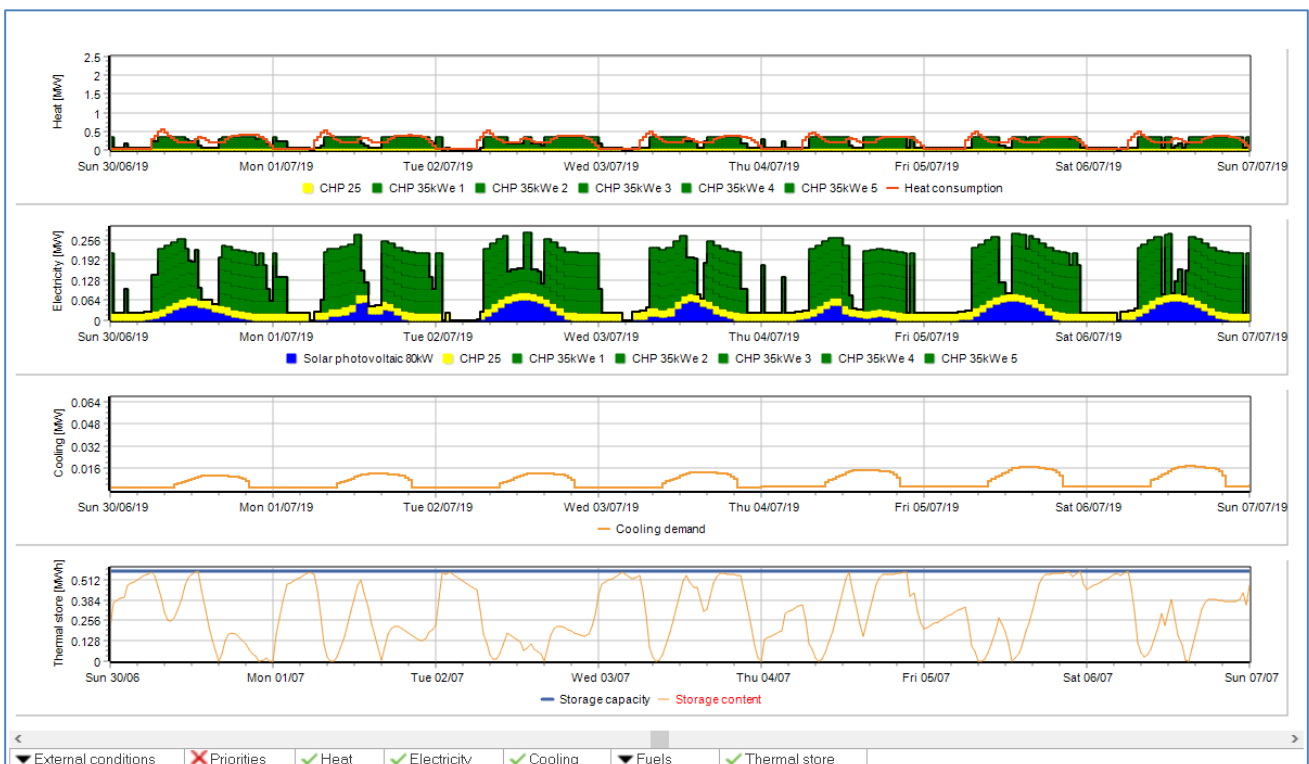 Heat [MW]
2.5
2
1.5
1
0.5
0
Sun 30/06/19 Mon 01/07/19 Tue 02/07/19 Wed 03/07/19 Thu 04/07/19 Fri 05/07/19 Sat 06/07/19 Sun 07/07/19
CHP 25 CHP 35kWe 1 CHP 35kWe 2 CHP 35kWe 3 CHP 35kWe 4 CHP 35kWe 5 Heat consumption
Electricity [MW]
0.256
0.192
0.128
0.064
0
Sun 30/06/19 Mon 01/07/19 Tue 02/07/19 Wed 03/07/19 Thu 04/07/19 Fri 05/07/19 Sat 06/07/19 Sun 07/07/19
Solar photovoltaic 80kW CHP 25 CHP 35kWe 1 CHP 35kWe 2 CHP 35kWe 3 CHP 35kWe 4 CHP 35kWe 5
Cooling [MW]
0.064
0.048
0.032
0.016
Sun 30/06/19 Mon 01/07/19 Tue 02/07/19 Wed 03/07/19 Thu 04/07/19 Fri 05/07/19 Sat 06/07/19 Sun 07/07/19
Cooling demand
Thermal store [MWh]
0.512
0.384
0.256
0.128
0
Sun 30/06 Mon 01/07 Tue 02/07 Wed 03/07 Thu 04/07 Fri 05/07 Sat 06/07 Sun 07/07
Storage capacity Storage content
External conditions Priorities Heat Electricity Cooling Fuels Thermal store